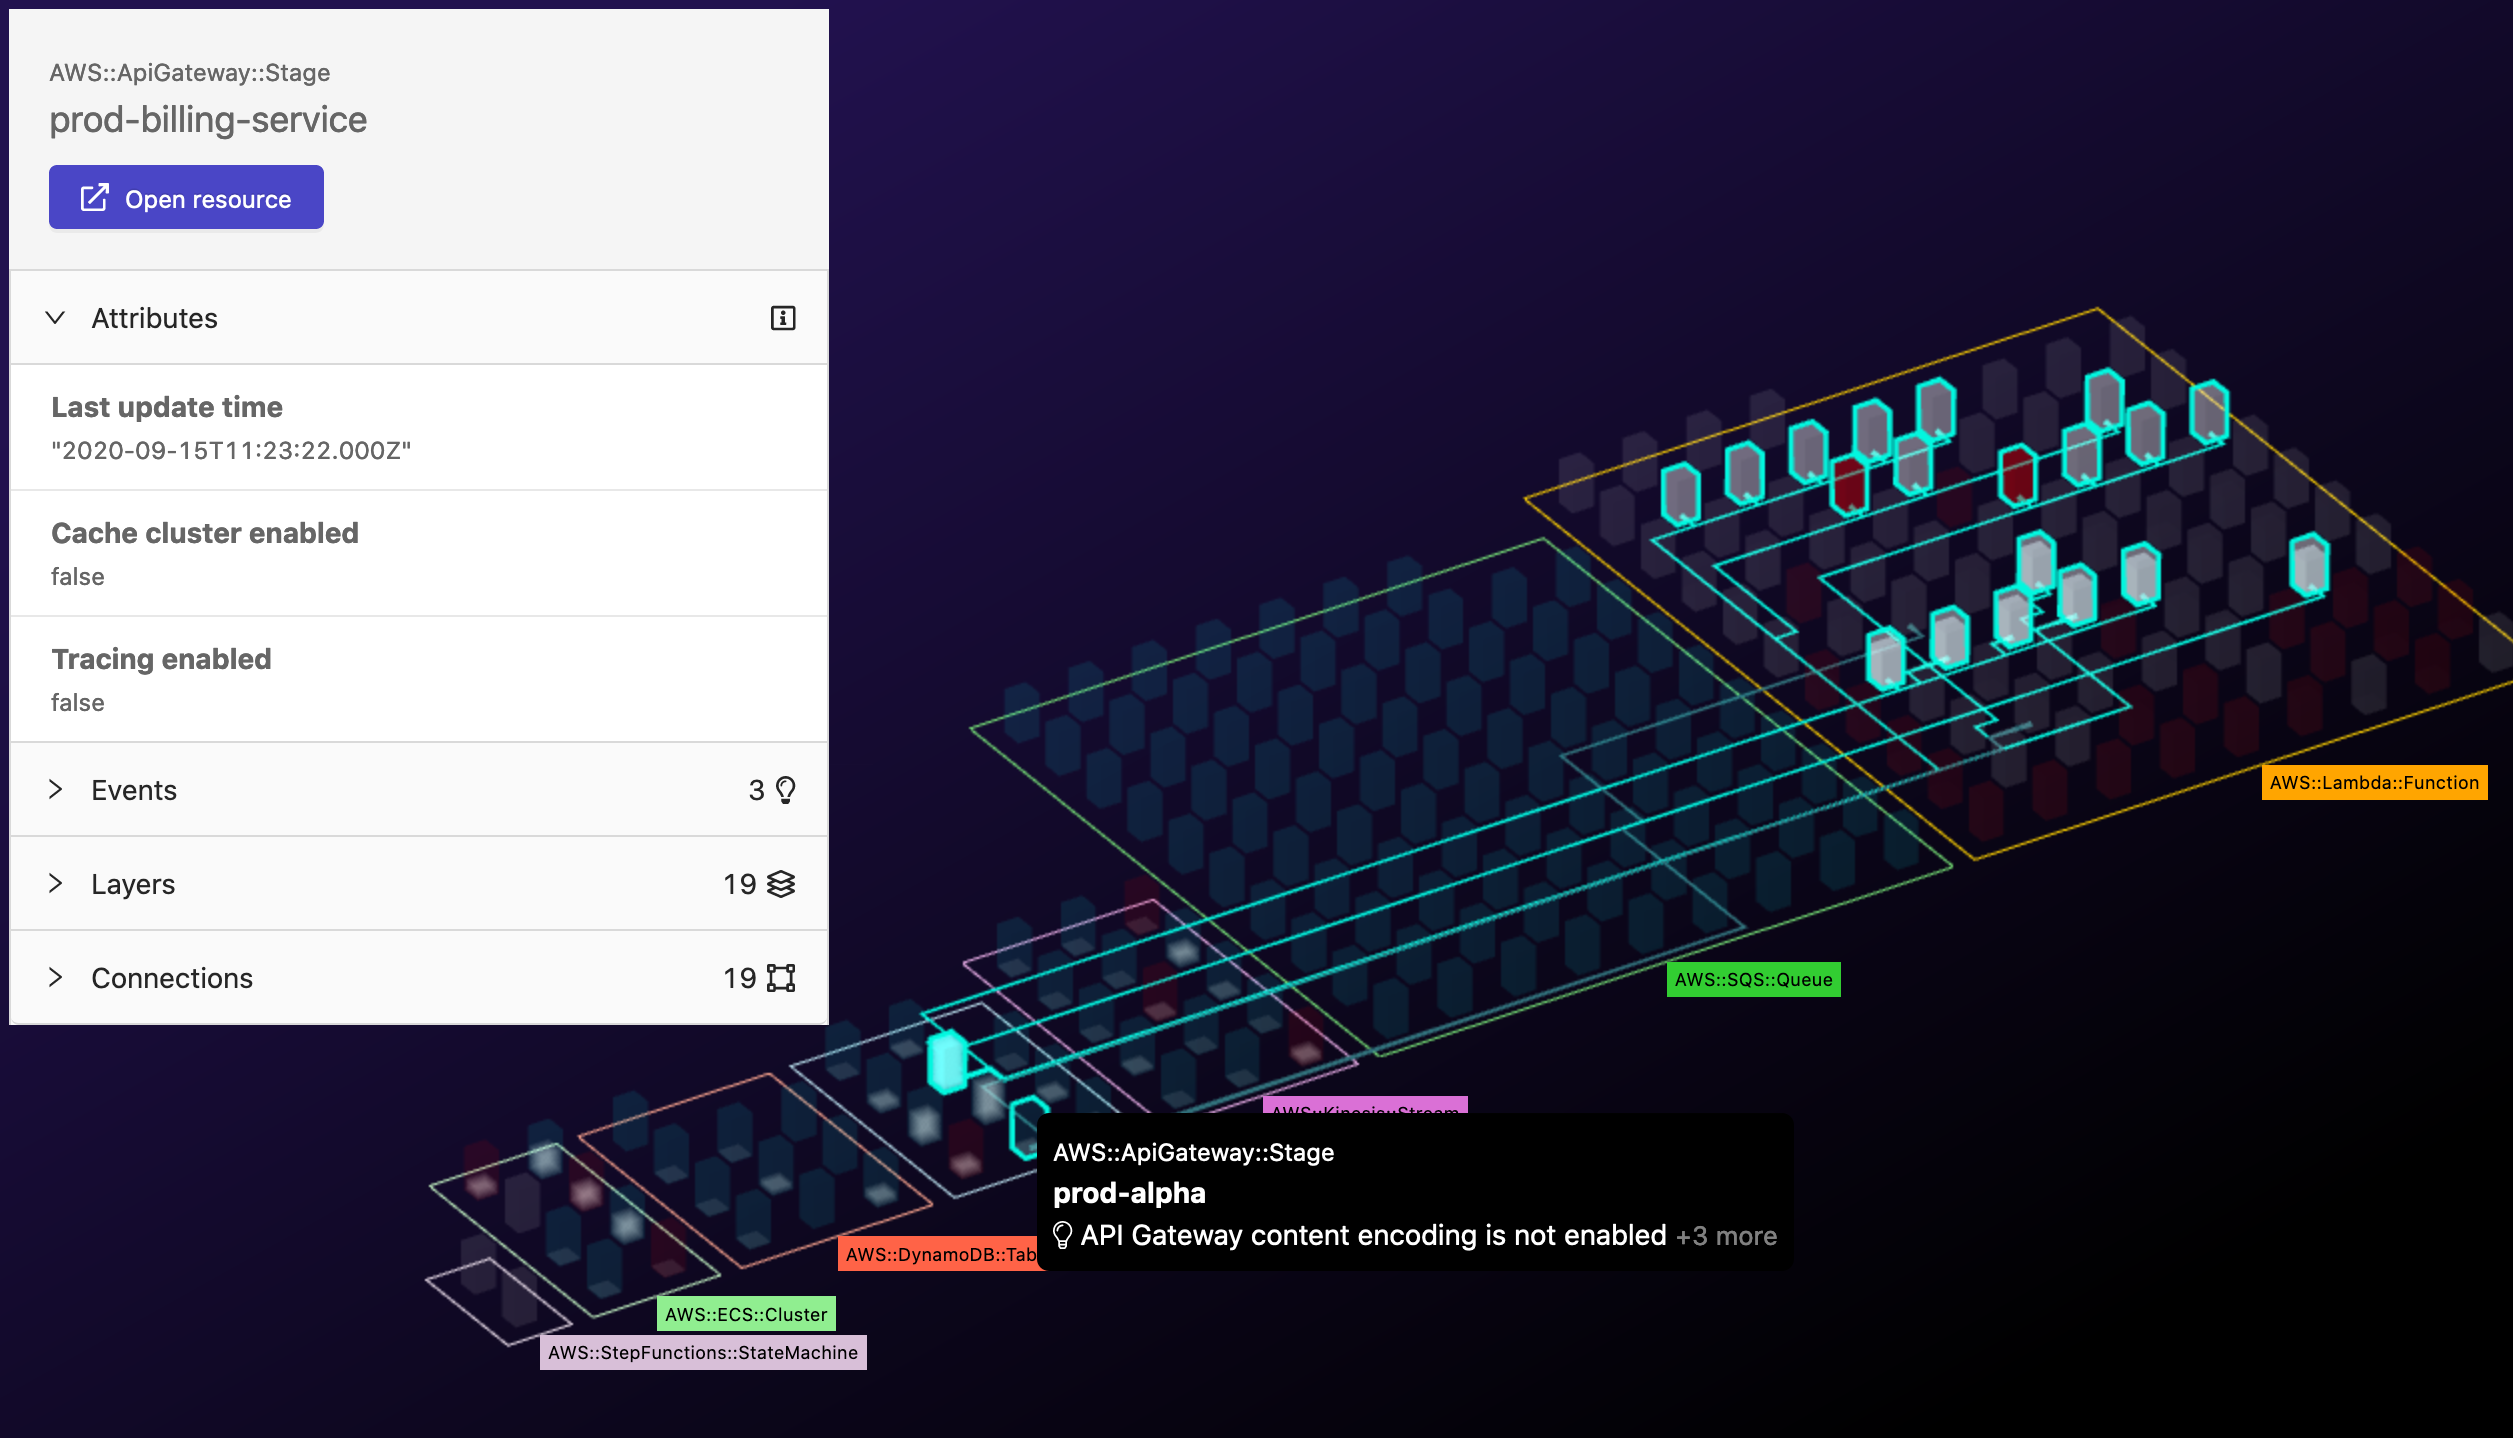 AWS::ApiGateway::Stage
prod-billing-service
Open resource
Attributes
Last update time
"2020-09-15T11:23:22.000Z"
Cache cluster enabled
false
Tracing enabled
false
Events
3
Layers
19
Connections
19
AWS::Lambda::Function
AWS::SQS::Queue
AWS::Kinesis::Stream
AWS::ApiGateway::Stage
prod-alpha
API Gateway content encoding is not enabled +3 more
AWS::DynamoDB::Tab
AWS::ECS::Cluster
AWS::StepFunctions::StateMachine